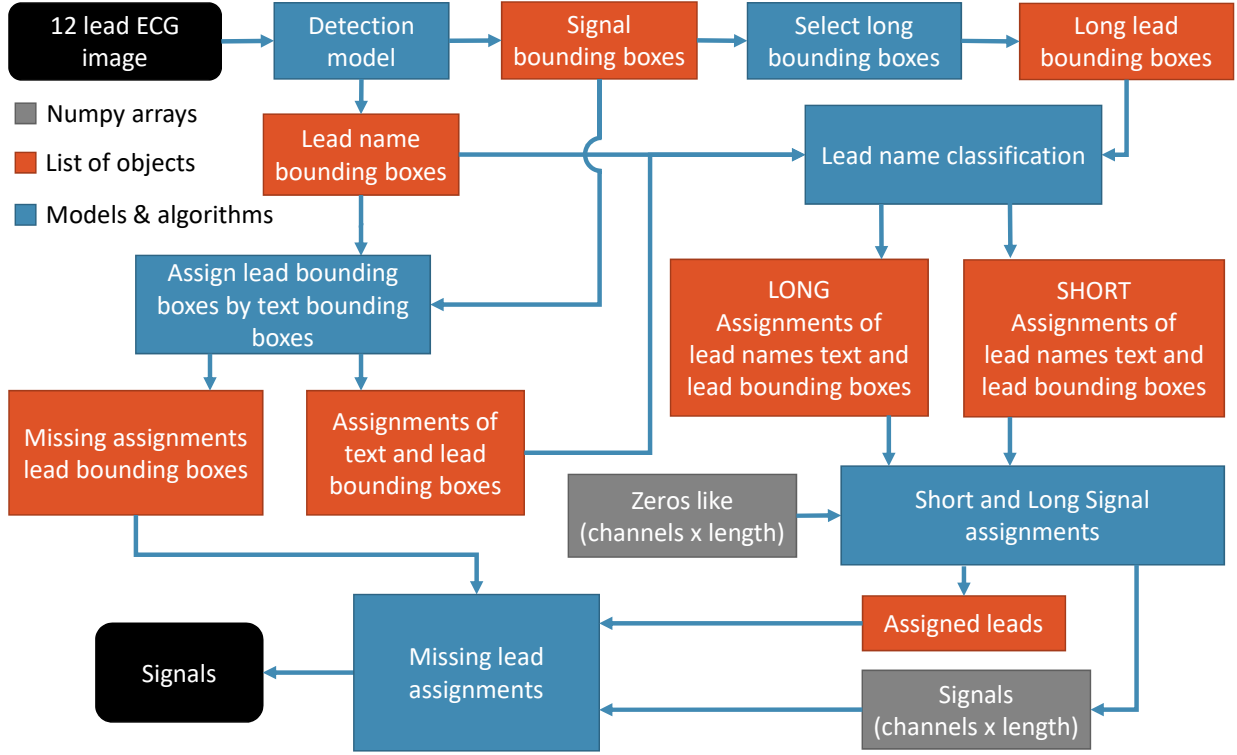 12 lead ECG
image
Detection
model
Signal
bounding boxes
Select long
bounding boxes
Long lead
bounding boxes
Numpy arrays
List of objects
Models & algorithms
Lead name
bounding boxes
Lead name classification
Assign lead bounding
boxes by text bounding
boxes
LONG
Assignments of
lead names text and
lead bounding boxes
SHORT
Assignments of
lead names text and
lead bounding boxes
Missing assignments
lead bounding boxes
Assignments of
text and lead
bounding boxes
Zeros like
(channels x length)
Short and Long Signal
assignments
Assigned leads
Signals
Missing lead
assignments
Signals
(channels x length)